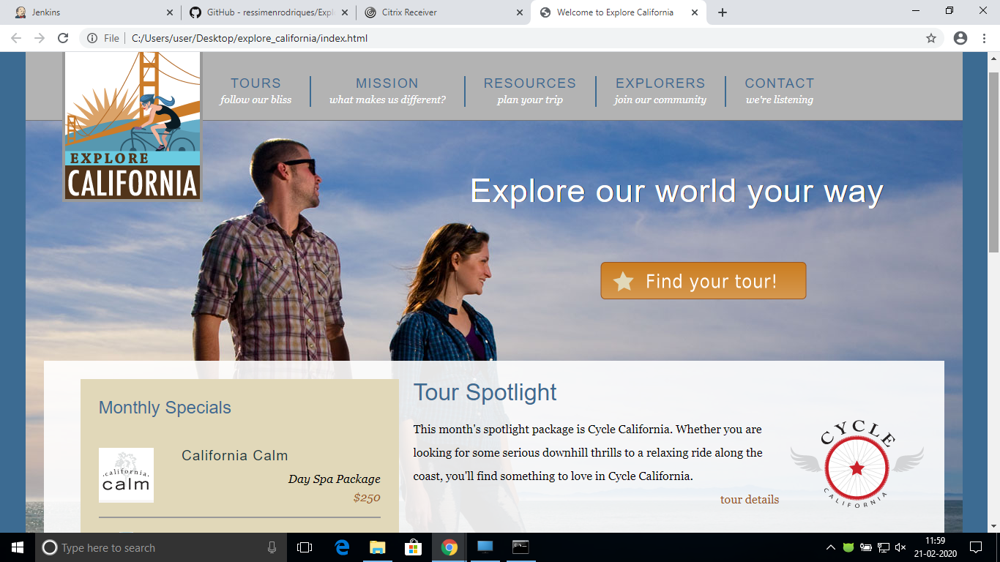 Jenkins
GitHub - ressimenrodriques/Expl
Citrix Receiver
Welcome to Explore California
File
C:/Users/user/Desktop/explore_california/index.html
TOURS
follow our bliss
MISSION
what makes us different?
RESOURCES
plan your trip
EXPLORERS
join our community
CONTACT
we're listening
EXPLORE
CALIFORNIA
Explore our world your way
Find your tour!
Monthly Specials
.california.
calm
California Calm
Day Spa Package
$250
Tour Spotlight
This month's spotlight package is Cycle California. Whether you are
looking for some serious downhill thrills to a relaxing ride along the
coast, you'll find something to love in Cycle California.
tour details
CYCLE
CALIFORNIA
Type here to search
11:59
21-02-2020